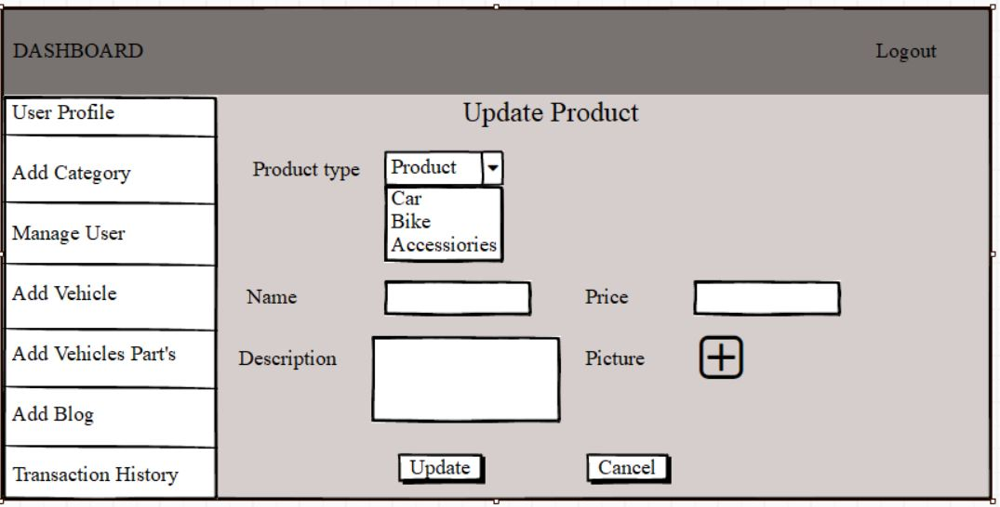 DASHBOARD
Logout
User Profile
Add Category
Manage User
Add Vehicle
Add Vehicles Part's
Add Blog
Transaction History
Update Product
Product type
Product
Car
Bike
Accessiories
Name
Price
Description
Picture
Update
Cancel